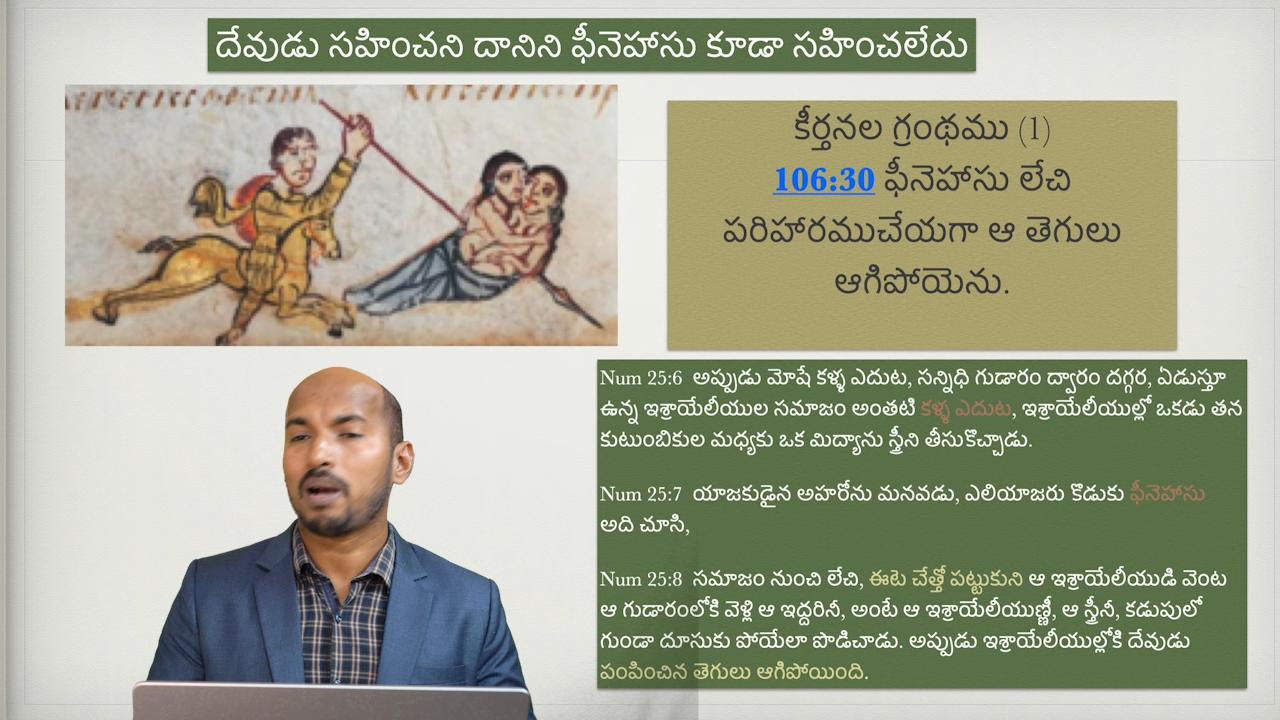 దేవుడు సహించని దానిని ఫీనెహాసు కూడా సహించలేదు
కీర్తనల గ్రంథము (1)
106:30 ఫీనెహాసు లేచి
పరిహారముచేయగా ఆ తెగులు
ఆగిపోయెను.
Num 25:6 అప్పుడు మోషే కళ్ళ ఎదుట, సన్నిధి గుడారం ద్వారం దగ్గర, ఏడుస్తూ
ఉన్న ఇశ్రాయేలీయుల సమాజం అంతటి కళ్ళ ఎదుట, ఇశ్రాయేలీయుల్లో ఒకడు తన
కుటుంబికుల మధ్యకు ఒక మిద్యాను స్త్రీని తీసుకొచ్చాడు.
Num 25:7 యాజకుడైన అహరోను మనవడు, ఎలియాజరు కొడుకు ఫీనెహాసు
అది చూసి,
Num 25:8 సమాజం నుంచి లేచి, ఈటె చేత్తో పట్టుకుని ఆ ఇశ్రాయేలీయుడి వెంట
ఆ గుడారంలోకి వెళ్లి ఆ ఇద్దరినీ, అంటే ఆ ఇశ్రాయేలీయుణ్ణీ, ఆ స్త్రీనీ, కడుపులో
గుండా దూసుకు పోయేలా పొడిచాడు. అప్పుడు ఇశ్రాయేలీయుల్లోకి దేవుడు
పంపించిన తెగులు ఆగిపోయింది.